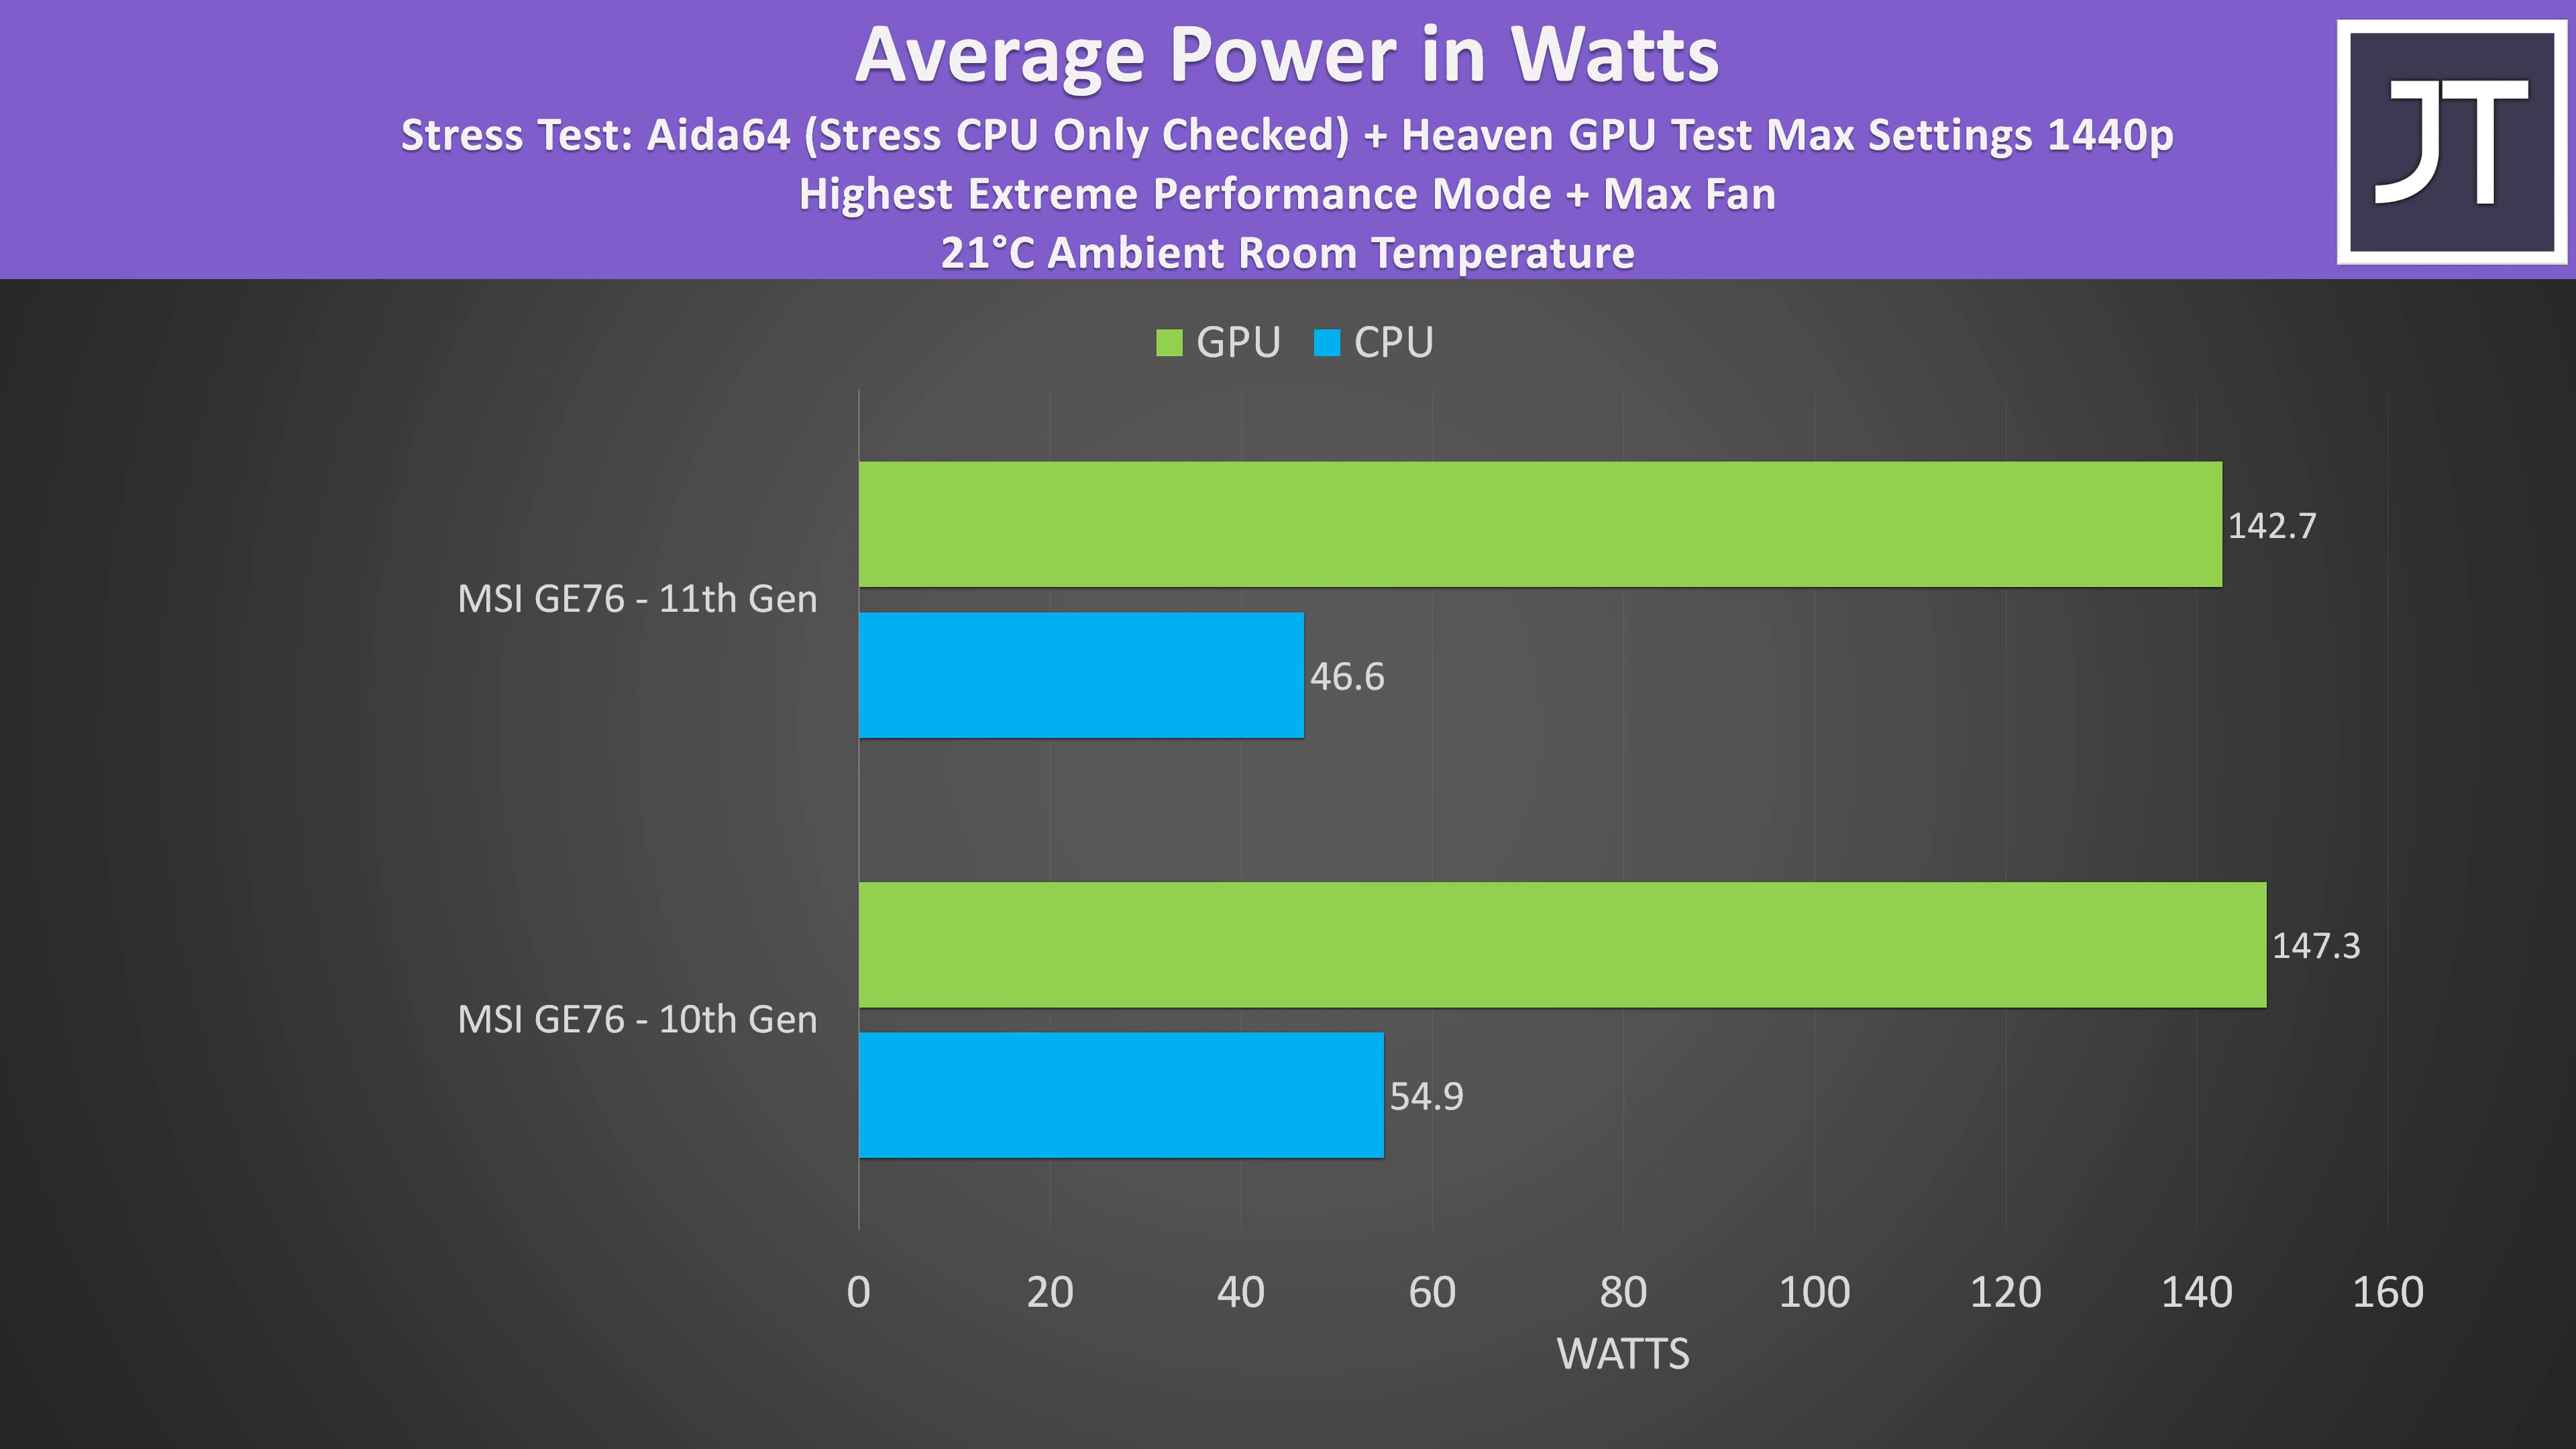 Average Power in Watts
Stress Test: Aida64 (Stress CPU Only Checked) + Heaven GPU Test Max Settings 1440p
Highest Extreme Performance Mode + Max Fan
21°C Ambient Room Temperature
JT
GPU CPU
142.7
MSI GE76 - 11th Gen
46.6
147.3
MSI GE76 - 10th Gen
54.9
0 20 40 60 80 100 120 140 160
WATTS